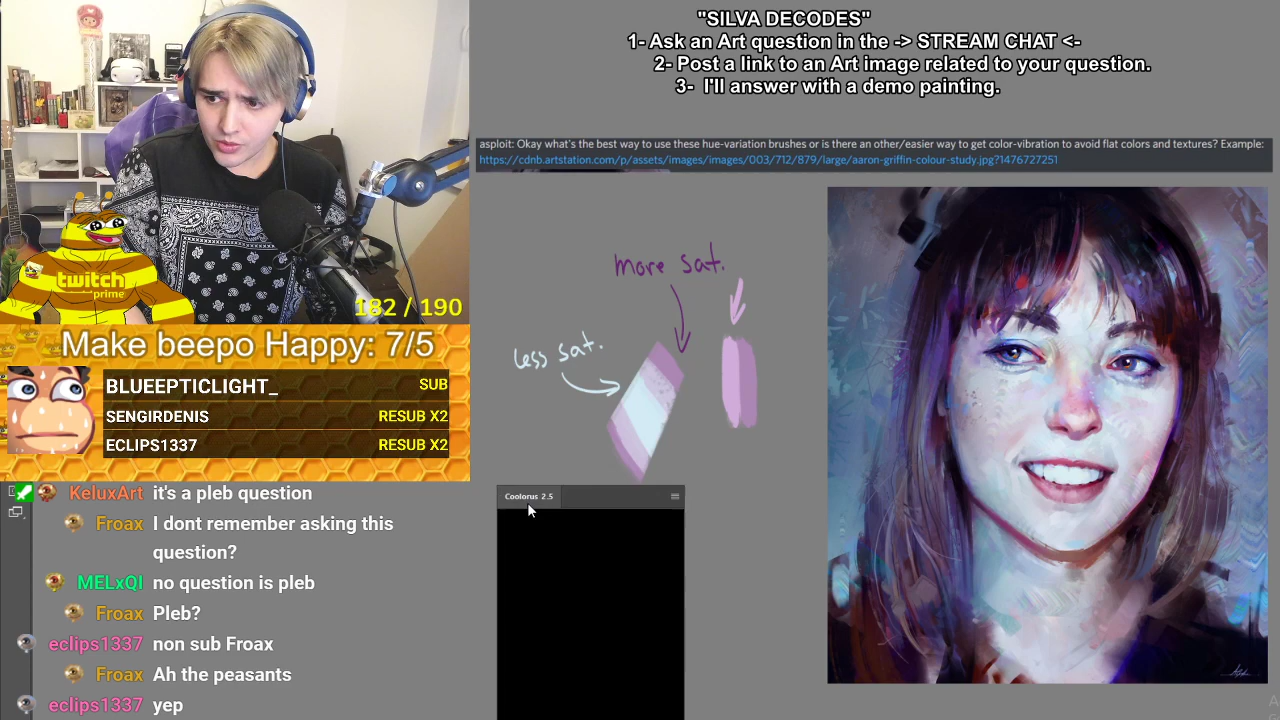 "SILVA DECODES"
1- Ask an Art question in the -> STREAM CHAT <-
2- Post a link to an Art image related to your question.
3- I'll answer with a demo painting.
asploit: Okay what's the best way to use these hue-variation brushes or is there an other/easier way to get color-vibration to avoid flat colors and textures? Example:
https://cdnb.artstation.com/p/assets/images/images/003/712/879/large/aaron-griffin-colour-study.jpg?1476727251
more sat.
less sat.
Coolorus 2.5
twitch
prime
182 / 190
Make beepo Happy: 7/5
BLUEEPTICLIGHT_ SUB
SENGIRDENIS RESUB X2
ECLIPS1337 RESUB X2
KeluxArt it's a pleb question
Froax I dont remember asking this
question?
MELxQI no question is pleb
Froax Pleb?
eclips1337 non sub Froax
Froax Ah the peasants
eclips1337 yep